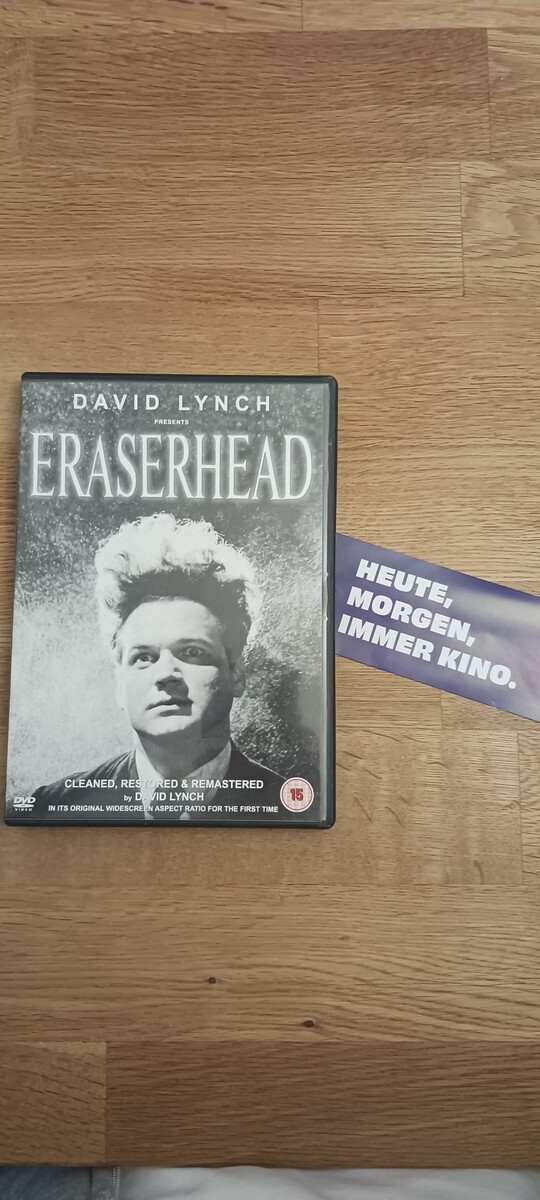 DAVID LYNCH
PRESENTS
ERASERHEAD
HEUTE,
MORGEN,
IMMER KINO.
CLEANED, RESTORED & REMASTERED
by DAVID LYNCH
IN ITS ORIGINAL WIDESCREEN ASPECT RATIO FOR THE FIRST TIME
DVD
VIDEO
15